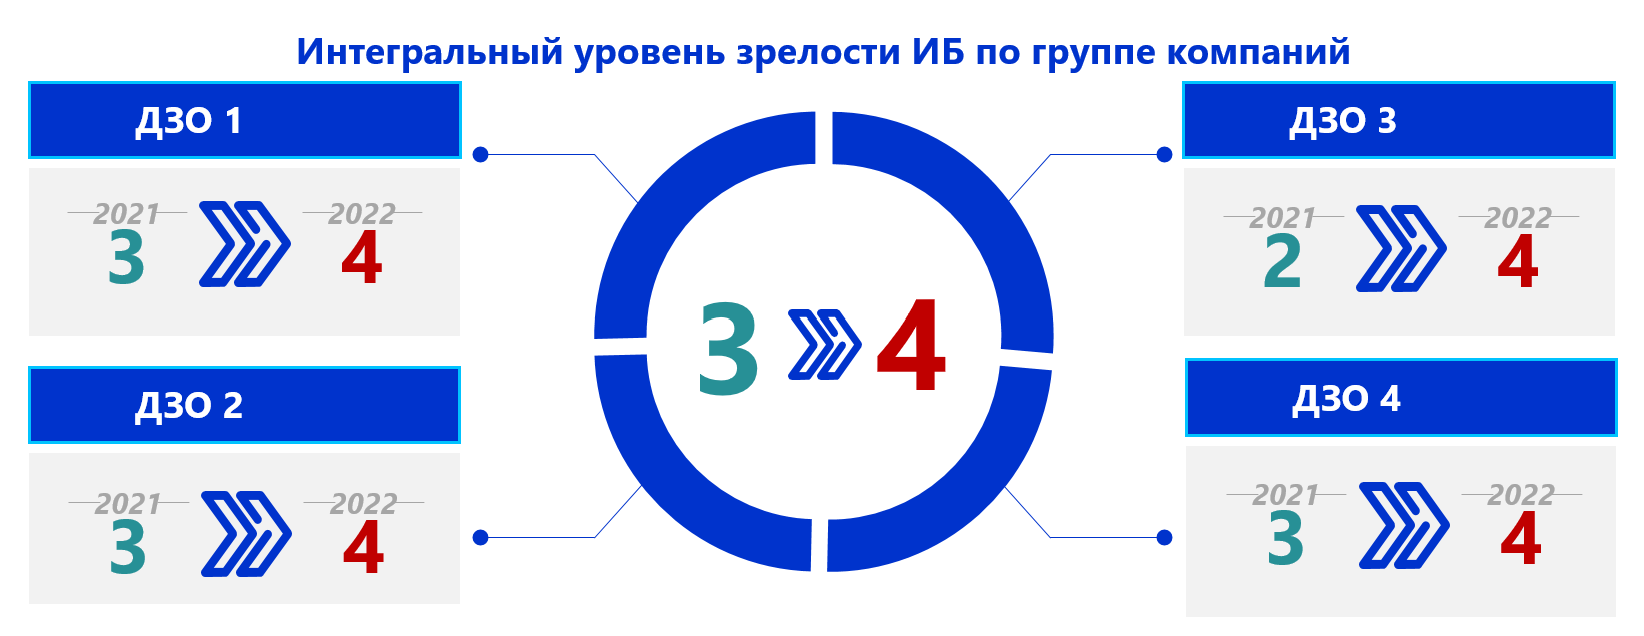 Интегральный уровень зрелости ИБ по группе компаний
ДЗО 1
2021 2022
3 4
ДЗО 2
2021 2022
3 4
3 4
ДЗО 3
2021 2022
2 4
ДЗО 4
2021 2022
3 4